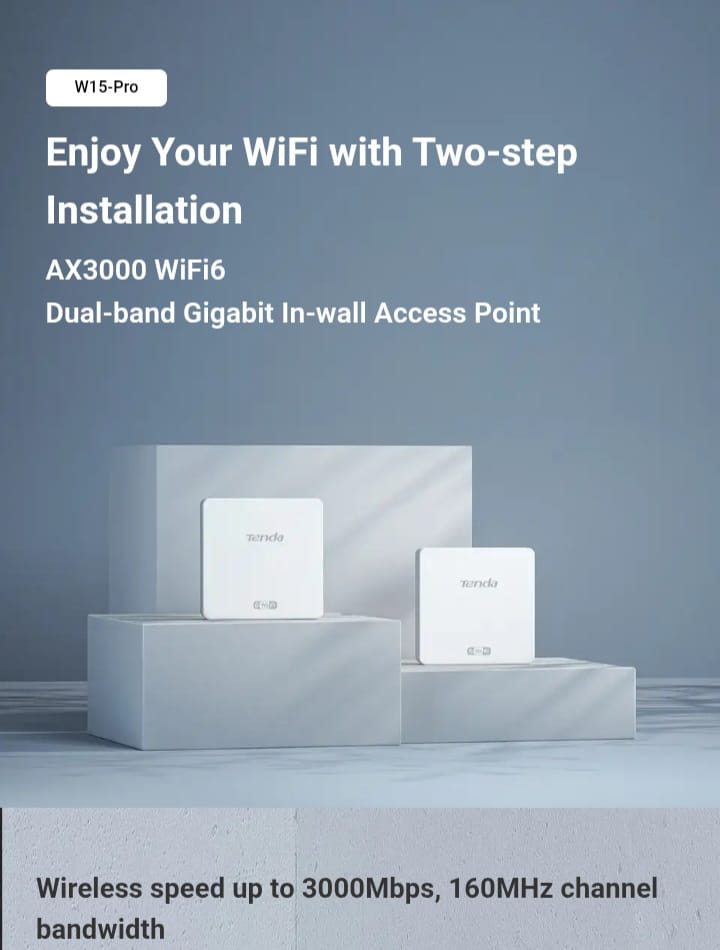 W15-Pro
Enjoy Your WiFi with Two-step
Installation
AX3000 WiFi6
Dual-band Gigabit In-wall Access Point
Tenda
Tenda
Wireless speed up to 3000Mbps, 160MHz channel
bandwidth